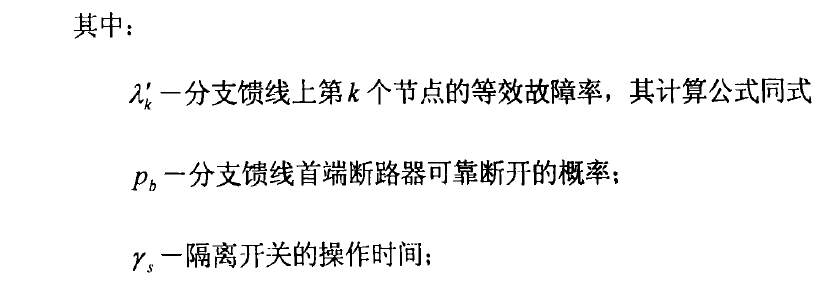 其中：
λ′ₖ—分支馈线上第k个节点的等效故障率，其计算公式同式
p_b—分支馈线首端断路器可靠断开的概率；
γₛ—隔离开关的操作时间；